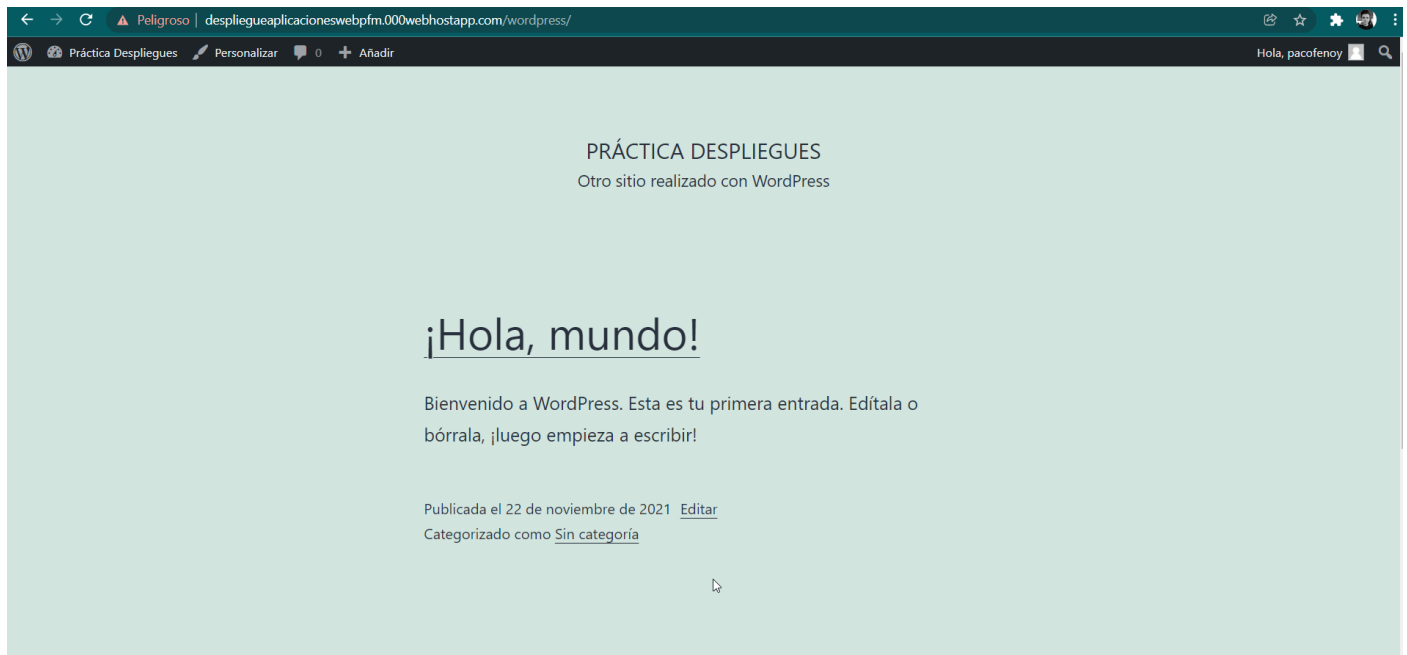 Peligroso | despliegueaplicacioneswebpfm.000webhostapp.com/wordpress/
Práctica Despliegues Personalizar 0 Añadir Hola, pacofenoy
PRÁCTICA DESPLIEGUES
Otro sitio realizado con WordPress
¡Hola, mundo!
Bienvenido a WordPress. Esta es tu primera entrada. Edítala o
bórrala, ¡luego empieza a escribir!
Publicada el 22 de noviembre de 2021 Editar
Categorizado como Sin categoría